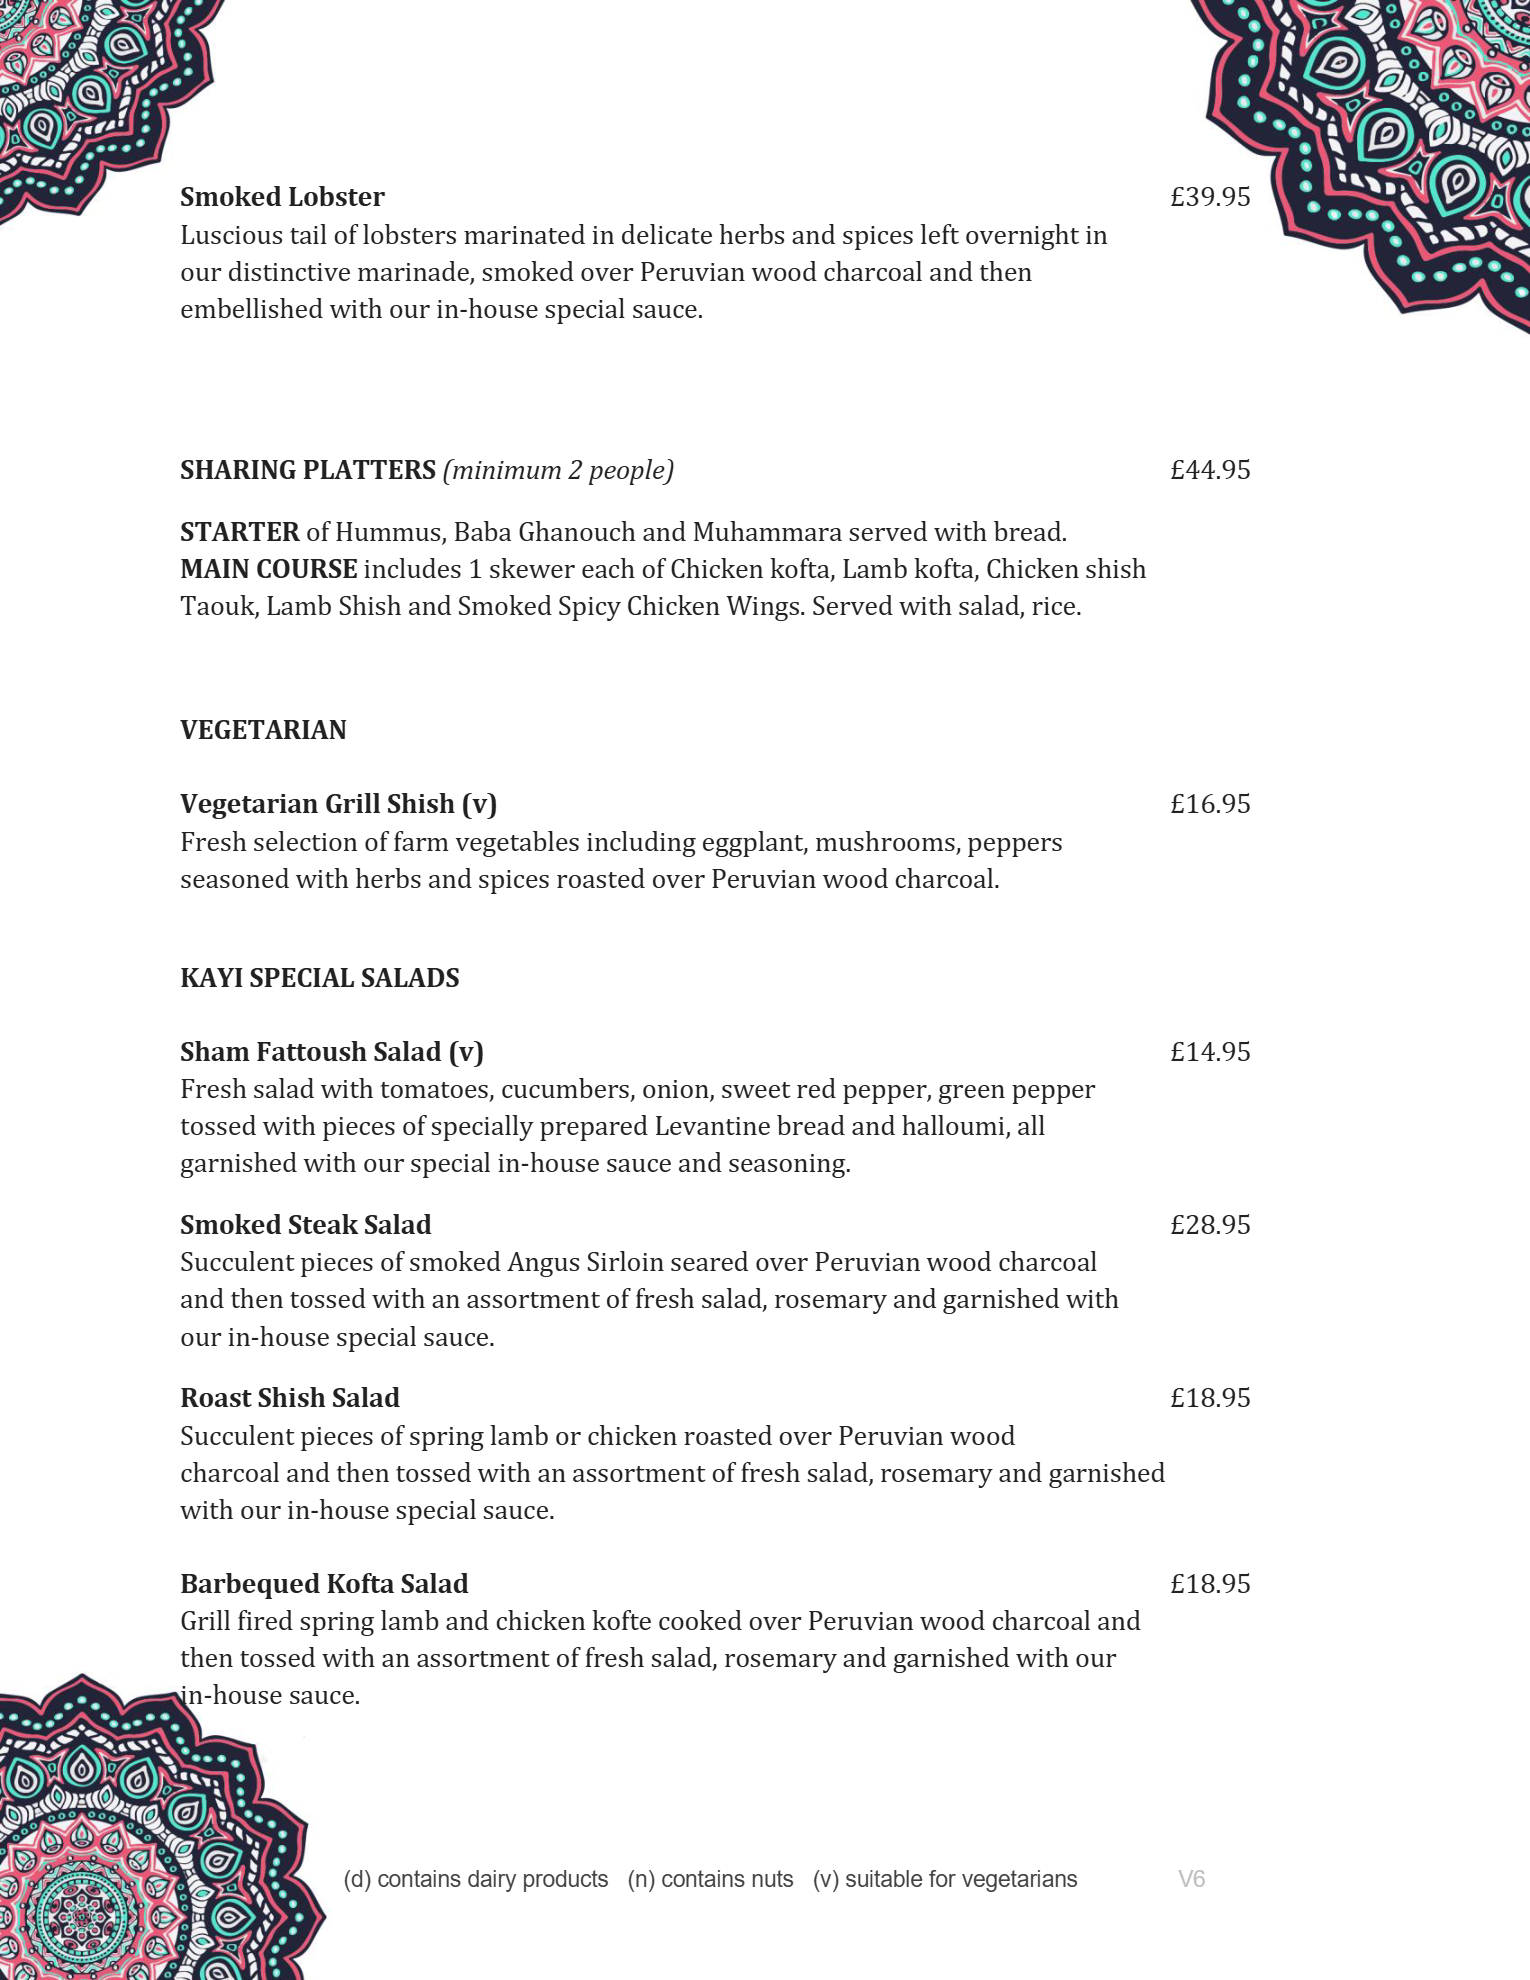 Smoked Lobster £39.95
Luscious tail of lobsters marinated in delicate herbs and spices left overnight in
our distinctive marinade, smoked over Peruvian wood charcoal and then
embellished with our in-house special sauce.
SHARING PLATTERS (minimum 2 people) £44.95
STARTER of Hummus, Baba Ghanouch and Muhammara served with bread.
MAIN COURSE includes 1 skewer each of Chicken kofta, Lamb kofta, Chicken shish
Taouk, Lamb Shish and Smoked Spicy Chicken Wings. Served with salad, rice.
VEGETARIAN
Vegetarian Grill Shish (v) £16.95
Fresh selection of farm vegetables including eggplant, mushrooms, peppers
seasoned with herbs and spices roasted over Peruvian wood charcoal.
KAYI SPECIAL SALADS
Sham Fattoush Salad (v) £14.95
Fresh salad with tomatoes, cucumbers, onion, sweet red pepper, green pepper
tossed with pieces of specially prepared Levantine bread and halloumi, all
garnished with our special in-house sauce and seasoning.
Smoked Steak Salad £28.95
Succulent pieces of smoked Angus Sirloin seared over Peruvian wood charcoal
and then tossed with an assortment of fresh salad, rosemary and garnished with
our in-house special sauce.
Roast Shish Salad £18.95
Succulent pieces of spring lamb or chicken roasted over Peruvian wood
charcoal and then tossed with an assortment of fresh salad, rosemary and garnished
with our in-house special sauce.
Barbequed Kofta Salad £18.95
Grill fired spring lamb and chicken kofte cooked over Peruvian wood charcoal and
then tossed with an assortment of fresh salad, rosemary and garnished with our
in-house sauce.
(d) contains dairy products (n) contains nuts (v) suitable for vegetarians V6